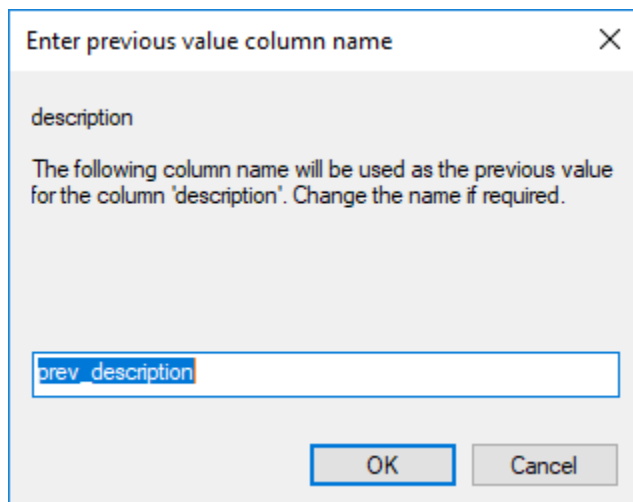 Enter previous value column name
description
The following column name will be used as the previous value
for the column 'description'. Change the name if required.
prev_description
OK
Cancel